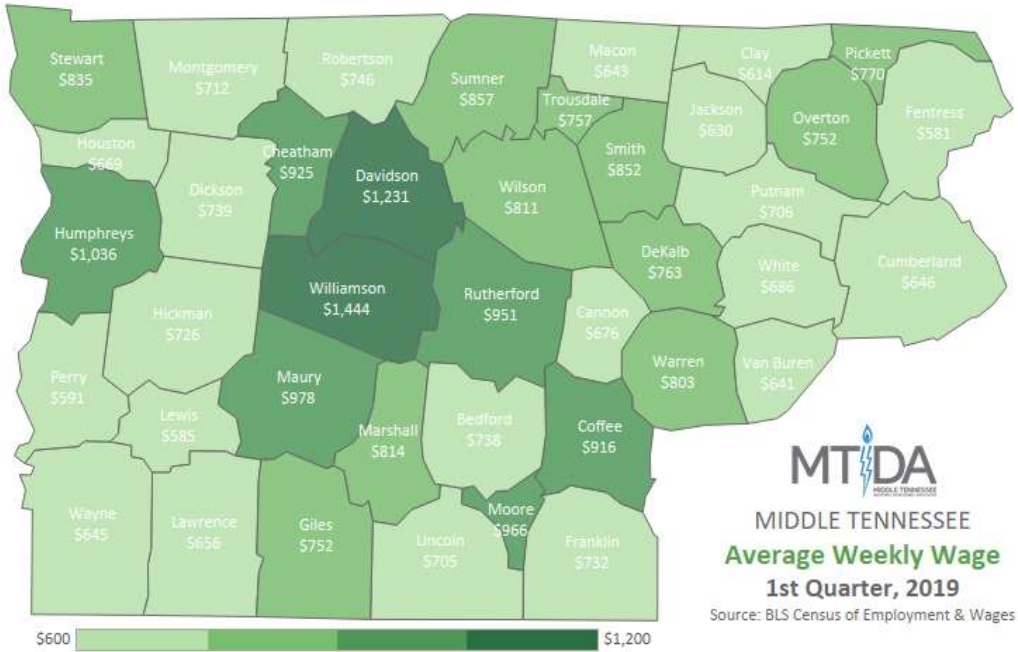 Stewart
$835
Montgomery
$712
Robertson
$746
Sumner
$857
Macon
$643
Clay
$614
Pickett
$770
Trousdale
$757
Jackson
$630
Overton
$752
Fentress
$581
Houston
$669
Cheatham
$925
Davidson
$1,231
Smith
$852
Dickson
$739
Wilson
$811
Putnam
$706
Humphreys
$1,036
DeKalb
$763
White
$686
Cumberland
$646
Williamson
$1,444
Rutherford
$951
Cannon
$676
Hickman
$726
Warren
$803
Van Buren
$641
Perry
$591
Maury
$978
Lewis
$585
Marshall
$814
Bedford
$738
Coffee
$916
Wayne
$645
Lawrence
$656
Giles
$752
Lincoln
$705
Moore
$966
Franklin
$732
MTIDA
MIDDLE TENNESSEE
MIDDLE TENNESSEE
Average Weekly Wage
1st Quarter, 2019
Source: BLS Census of Employment & Wages
$600
$1,200